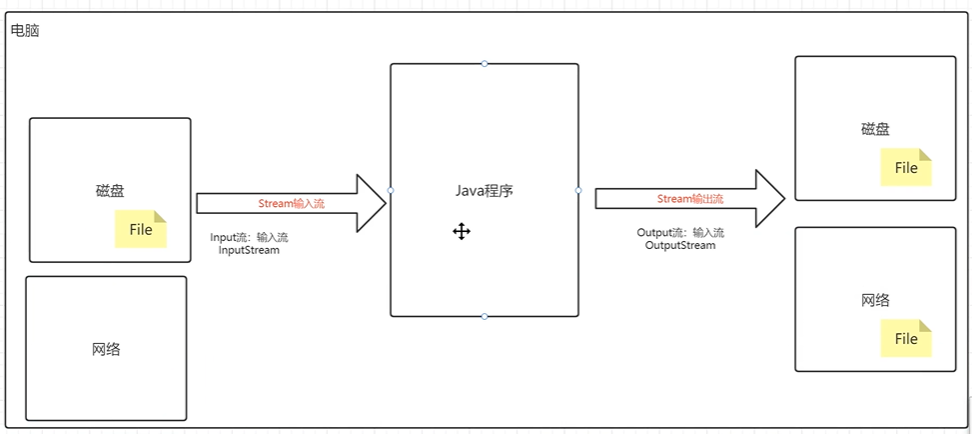 电脑
磁盘
File
Stream输入流
Input流：输入流
InputStream
网络
Java程序
Stream输出流
Output流：输入流
OutputStream
磁盘
File
网络
File